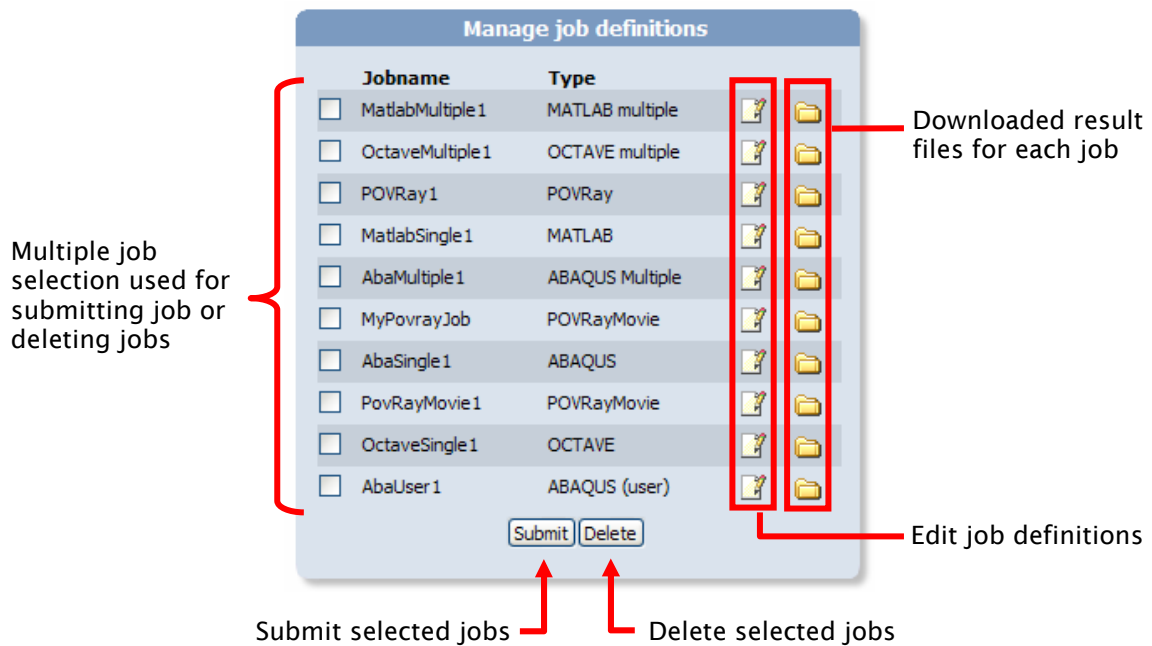 Manage job definitions
Jobname Type
MatlabMultiple1 MATLAB multiple
OctaveMultiple1 OCTAVE multiple
POVRay1 POVRay
MatlabSingle1 MATLAB
AbaMultiple1 ABAQUS Multiple
MyPovrayJob POVRayMovie
AbaSingle1 ABAQUS
PovRayMovie1 POVRayMovie
OctaveSingle1 OCTAVE
AbaUser1 ABAQUS (user)
Submit Delete
Downloaded result
files for each job
Multiple job
selection used for
submitting job or
deleting jobs
Edit job definitions
Submit selected jobs
Delete selected jobs